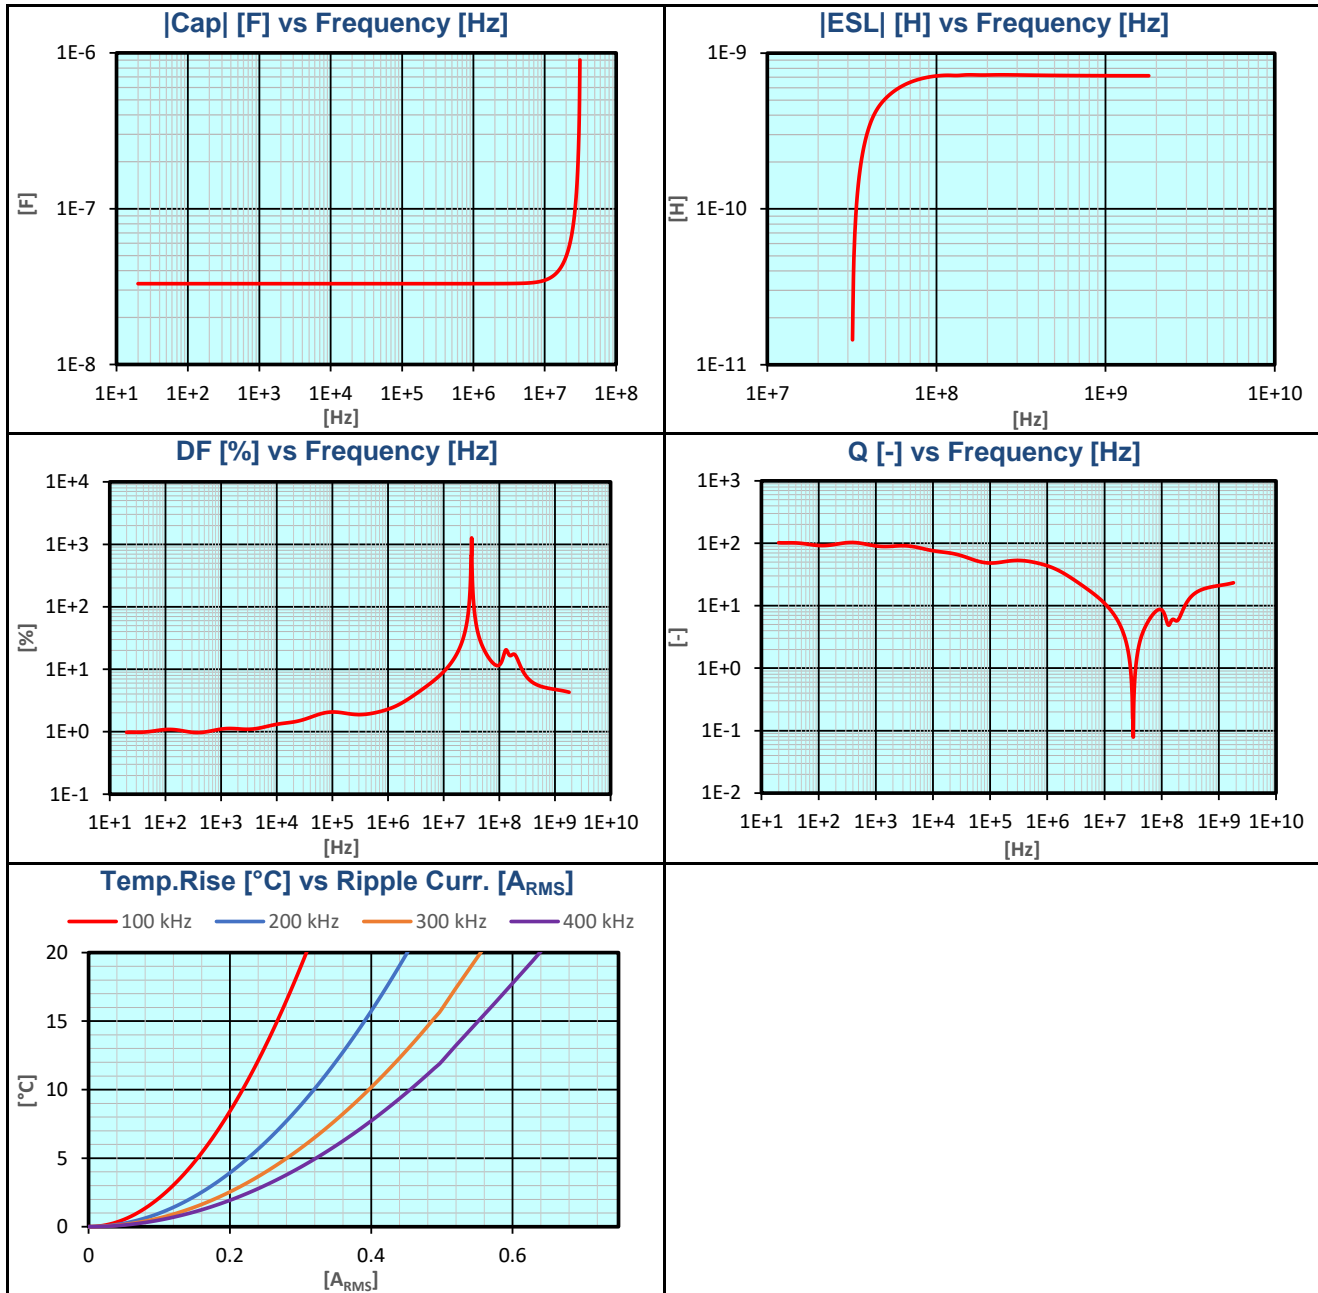 |Cap| [F] vs Frequency [Hz]
1E-6
1E-7
1E-8
[F]
1E+1 1E+2 1E+3 1E+4 1E+5 1E+6 1E+7 1E+8
[Hz]
|ESL| [H] vs Frequency [Hz]
1E-9
1E-10
1E-11
[H]
1E+7 1E+8 1E+9 1E+10
[Hz]
DF [%] vs Frequency [Hz]
1E+4
1E+3
1E+2
1E+1
1E+0
1E-1
[%]
1E+1 1E+2 1E+3 1E+4 1E+5 1E+6 1E+7 1E+8 1E+9 1E+10
[Hz]
Q [-] vs Frequency [Hz]
1E+3
1E+2
1E+1
1E+0
1E-1
1E-2
[-]
1E+1 1E+2 1E+3 1E+4 1E+5 1E+6 1E+7 1E+8 1E+9 1E+10
[Hz]
Temp.Rise [°C] vs Ripple Curr. [ARMS]
100 kHz 200 kHz 300 kHz 400 kHz
20
15
10
5
0
[°C]
0 0.2 0.4 0.6
[ARMS]